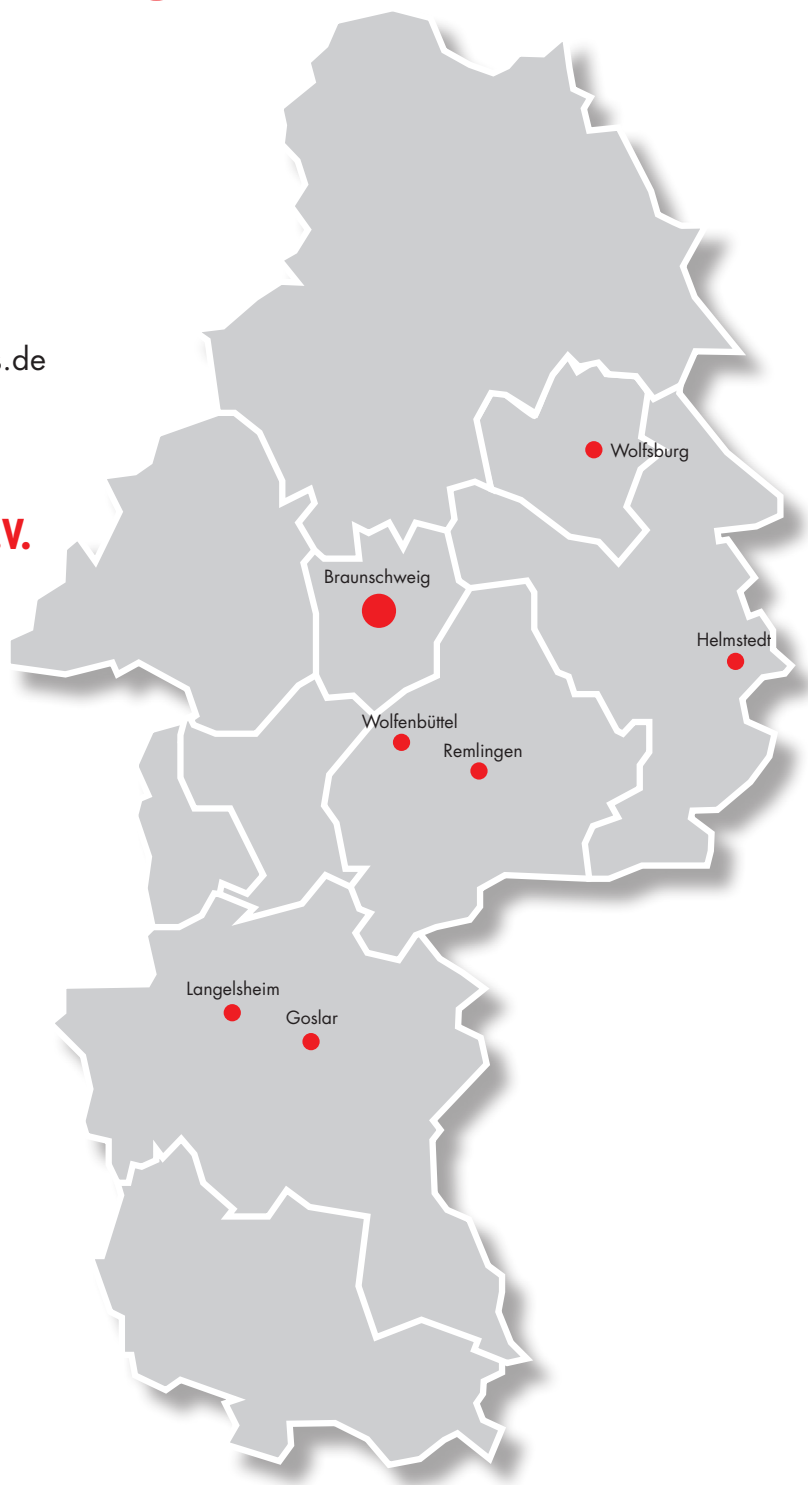 .de
V.
Wolfsburg
Braunschweig
Helmstedt
Wolfenbüttel
Remlingen
Langelsheim
Goslar